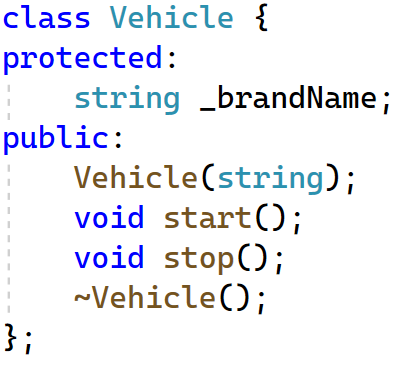 class Vehicle {
protected:
    string _brandName;
public:
    Vehicle(string);
    void start();
    void stop();
    ~Vehicle();
};